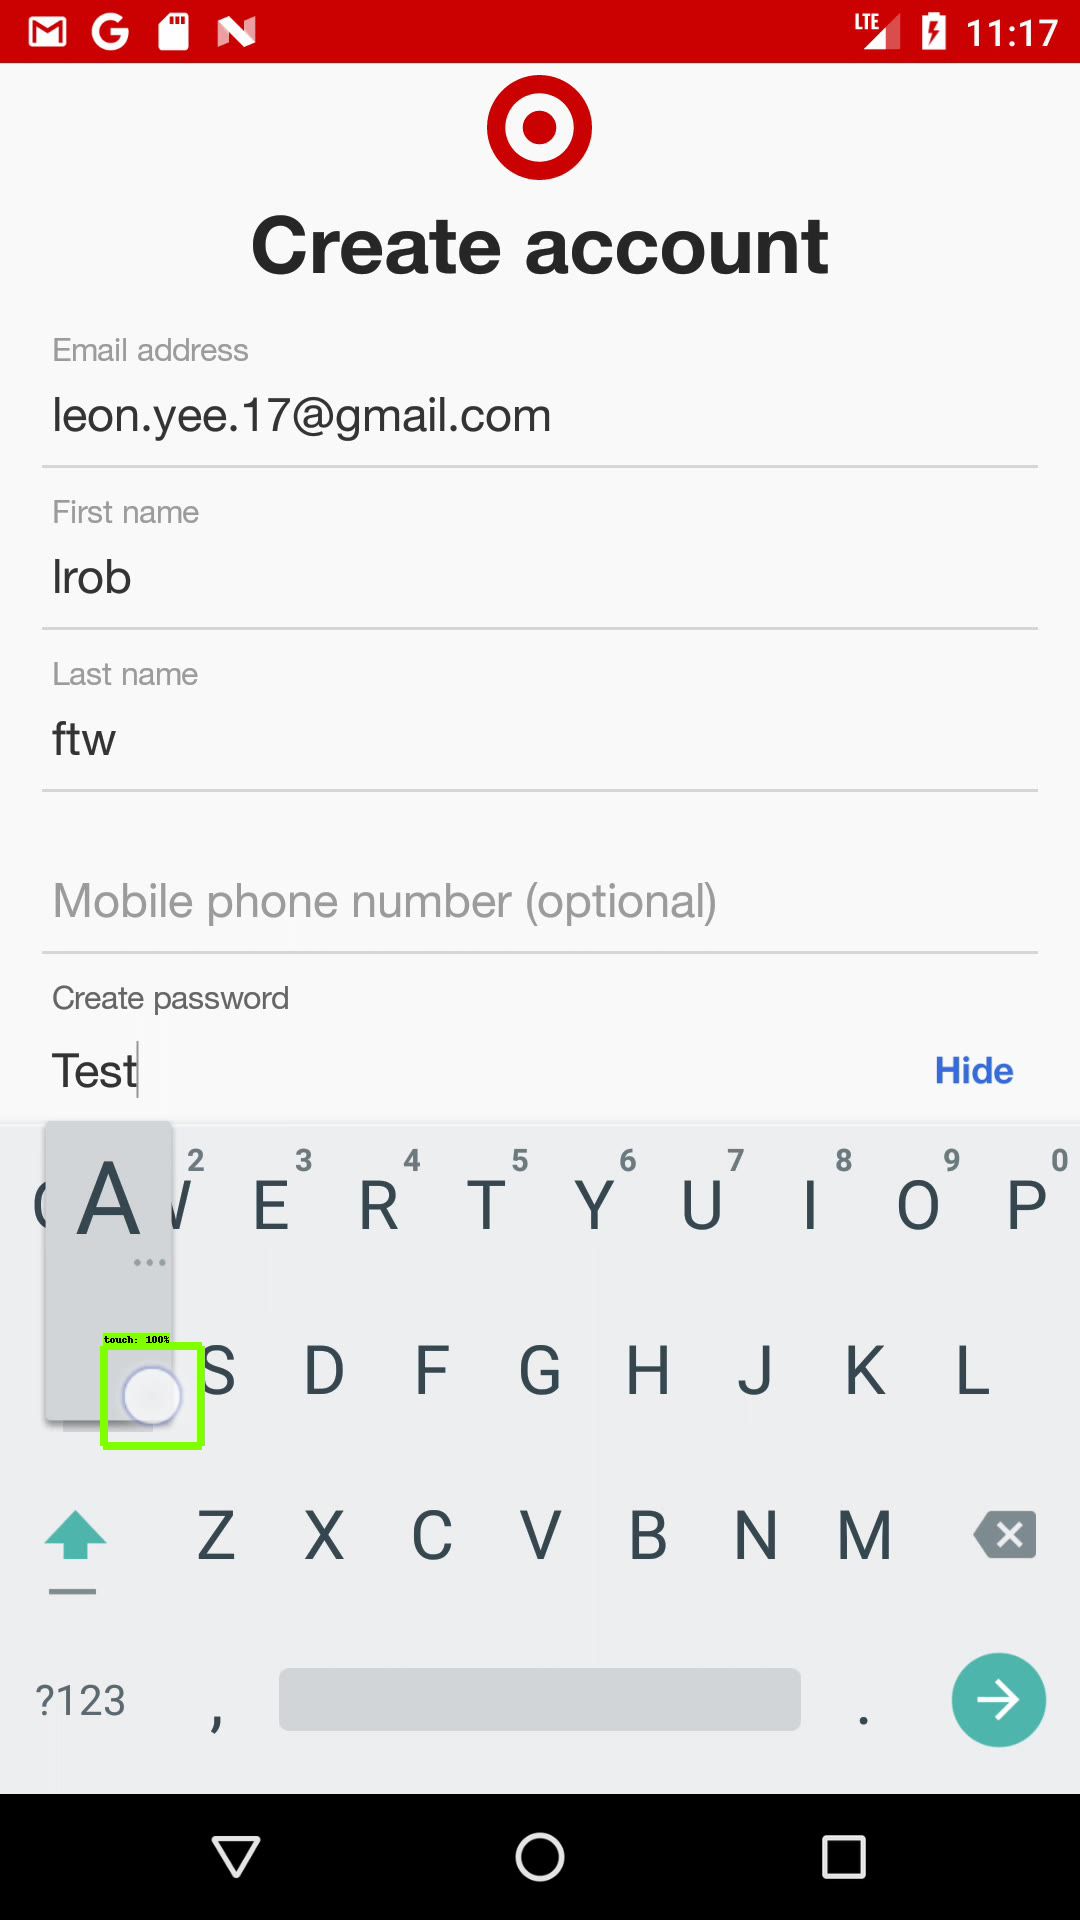 LTE 11:17
Create account
Email address
leon.yee.17@gmail.com
First name
lrob
Last name
ftw
Mobile phone number (optional)
Create password
Test Hide
2 3 4 5 6 7 8 9 0
A E R T Y U I O P
touch: 100%
S D F G H J K L
Z X C V B N M
?123 , .